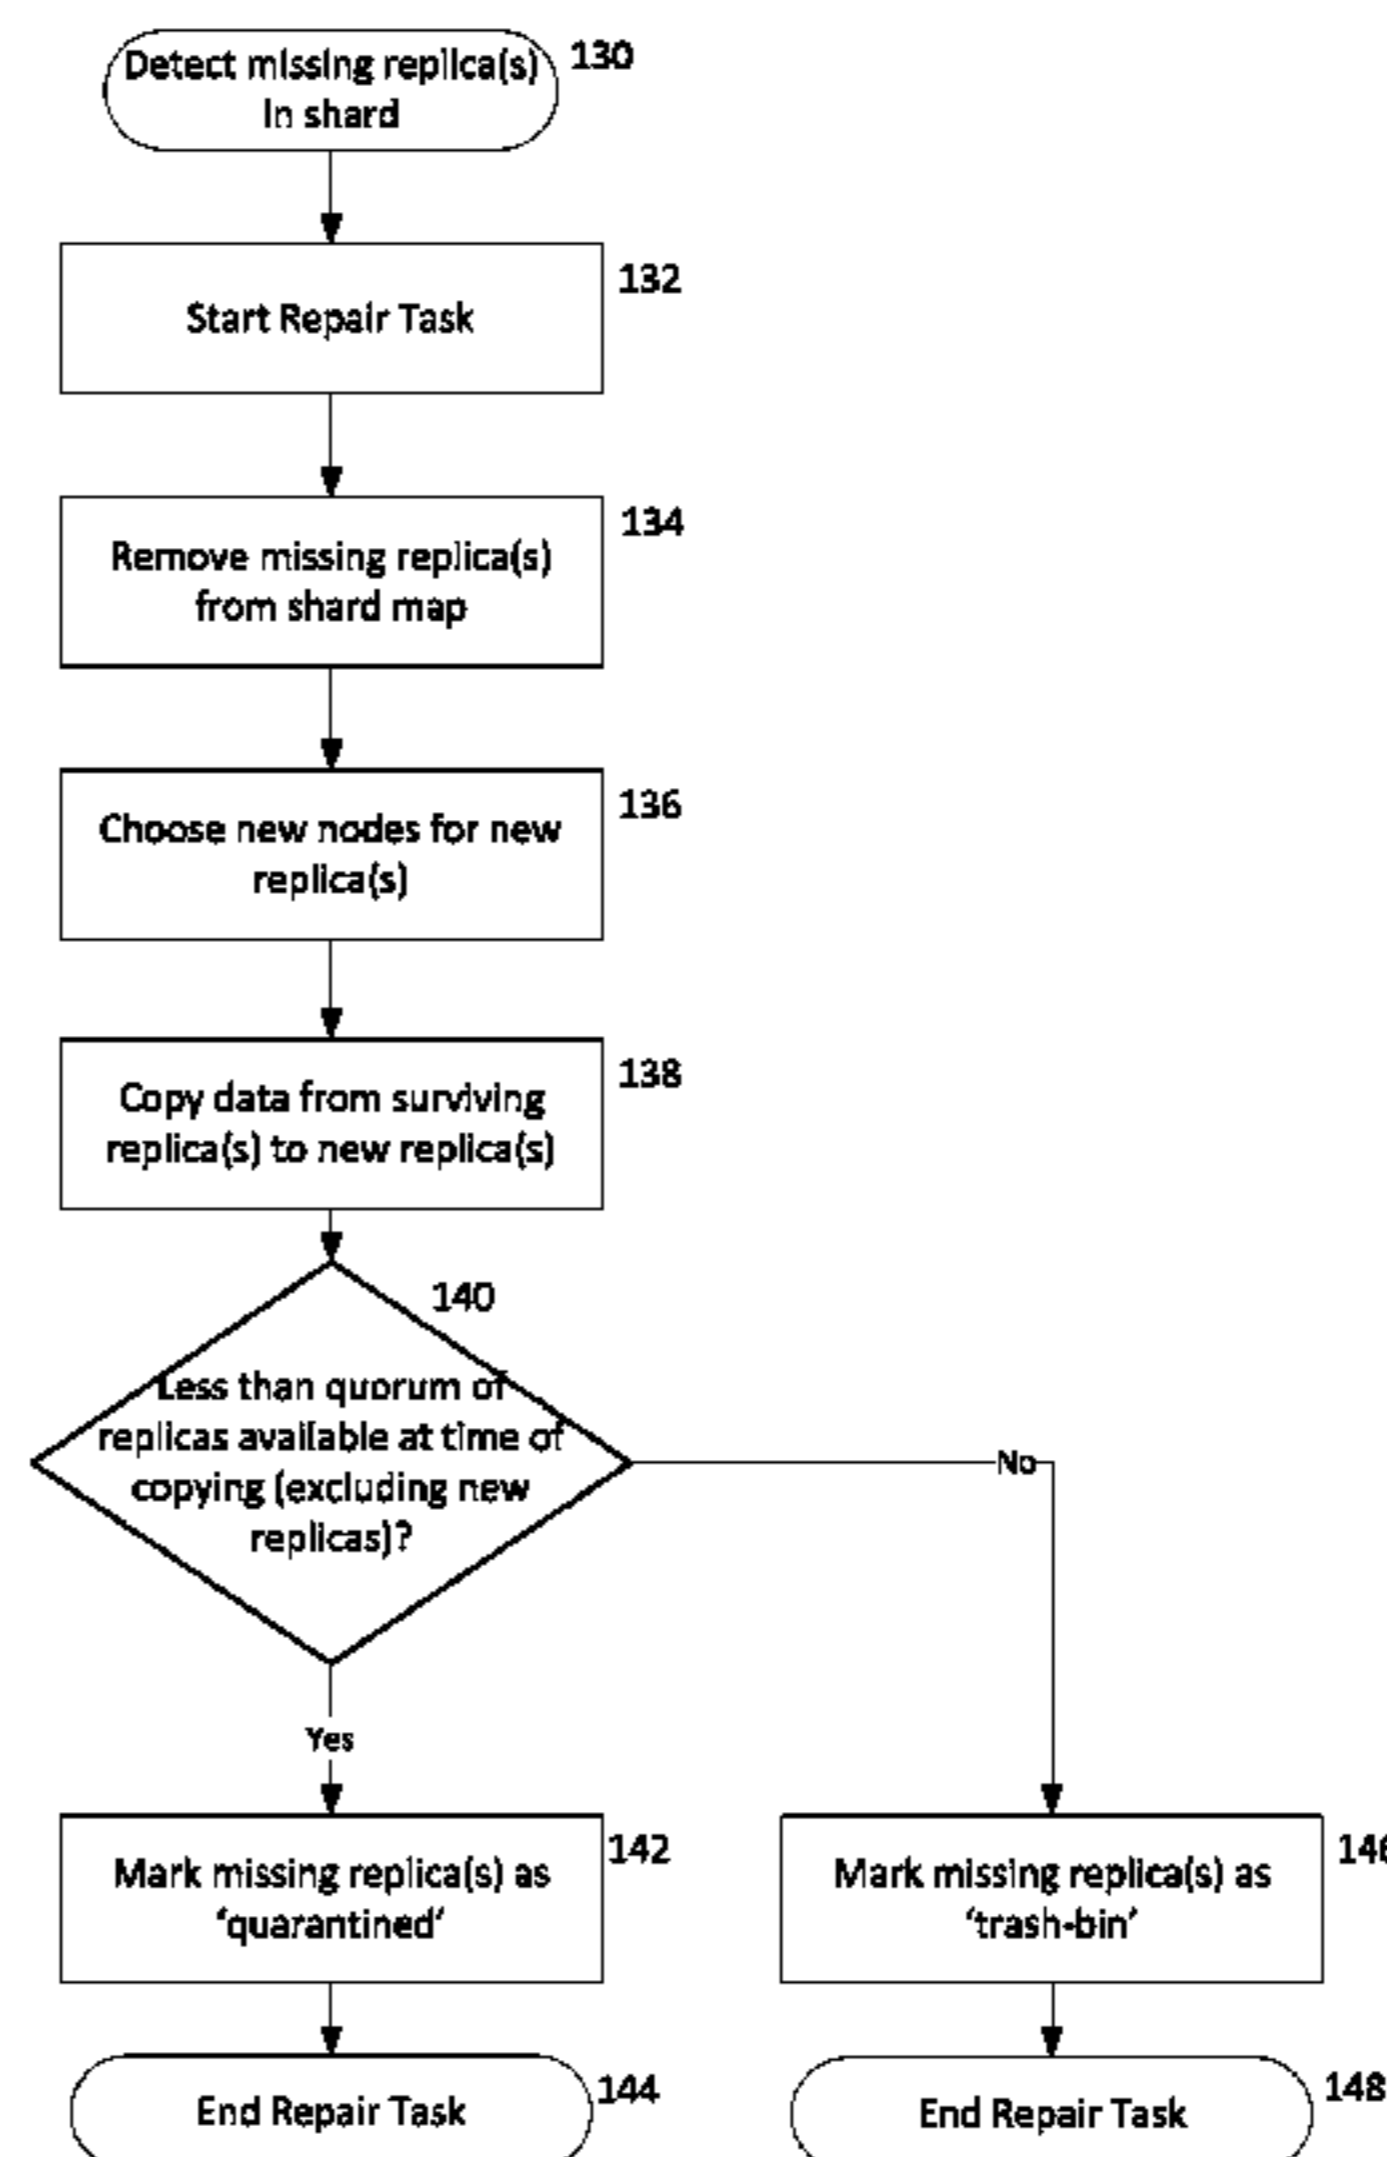 Detect missing replica(s)
in shard
130
Start Repair Task
132
Remove missing replica(s)
from shard map
134
Choose new nodes for new
replica(s)
136
Copy data from surviving
replica(s) to new replica(s)
138
140
Less than quorum of
replicas available at time of
copying (excluding new
replicas)?
No
Yes
Mark missing replica(s) as
‘quarantined’
142
Mark missing replica(s) as
‘trash-bin’
146
End Repair Task
144
End Repair Task
148